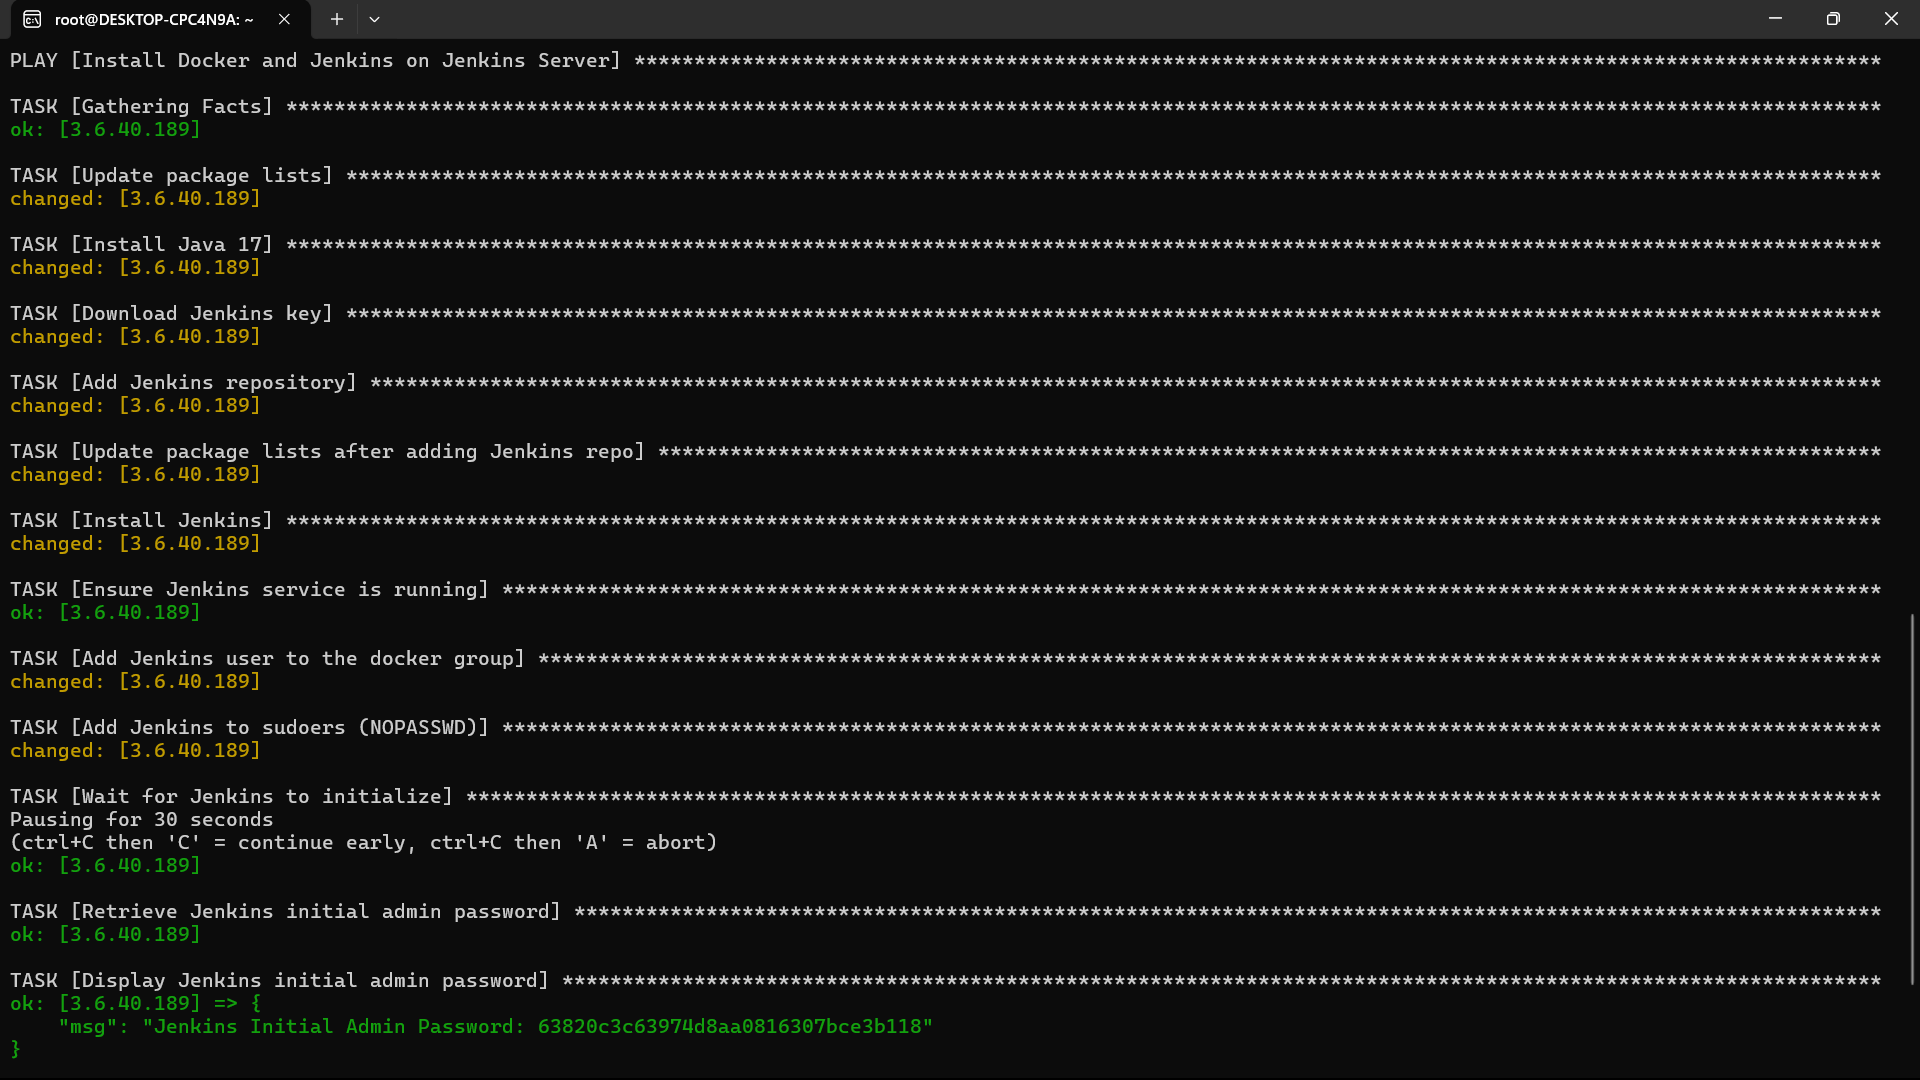 root@DESKTOP-CPC4N9A: ~
PLAY [Install Docker and Jenkins on Jenkins Server] ********************************************************************************************************
TASK [Gathering Facts] *************************************************************************************************************************************
ok: [3.6.40.189]
TASK [Update package lists] ********************************************************************************************************************************
changed: [3.6.40.189]
TASK [Install Java 17] *************************************************************************************************************************************
changed: [3.6.40.189]
TASK [Download Jenkins key] ********************************************************************************************************************************
changed: [3.6.40.189]
TASK [Add Jenkins repository] ******************************************************************************************************************************
changed: [3.6.40.189]
TASK [Update package lists after adding Jenkins repo] ******************************************************************************************************
changed: [3.6.40.189]
TASK [Install Jenkins] *************************************************************************************************************************************
changed: [3.6.40.189]
TASK [Ensure Jenkins service is running] *******************************************************************************************************************
ok: [3.6.40.189]
TASK [Add Jenkins user to the docker group] ****************************************************************************************************************
changed: [3.6.40.189]
TASK [Add Jenkins to sudoers (NOPASSWD)] *******************************************************************************************************************
changed: [3.6.40.189]
TASK [Wait for Jenkins to initialize] **********************************************************************************************************************
Pausing for 30 seconds
(ctrl+C then 'C' = continue early, ctrl+C then 'A' = abort)
ok: [3.6.40.189]
TASK [Retrieve Jenkins initial admin password] *************************************************************************************************************
ok: [3.6.40.189]
TASK [Display Jenkins initial admin password] **************************************************************************************************************
ok: [3.6.40.189] => {
    "msg": "Jenkins Initial Admin Password: 63820c3c63974d8aa0816307bce3b118"
}